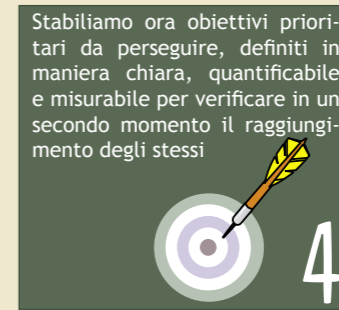 Stabiliamo ora obiettivi priori-
tari da perseguire, definiti in
maniera chiara, quantificabile
e misurabile per verificare in un
secondo momento il raggiungi-
mento degli stessi
4